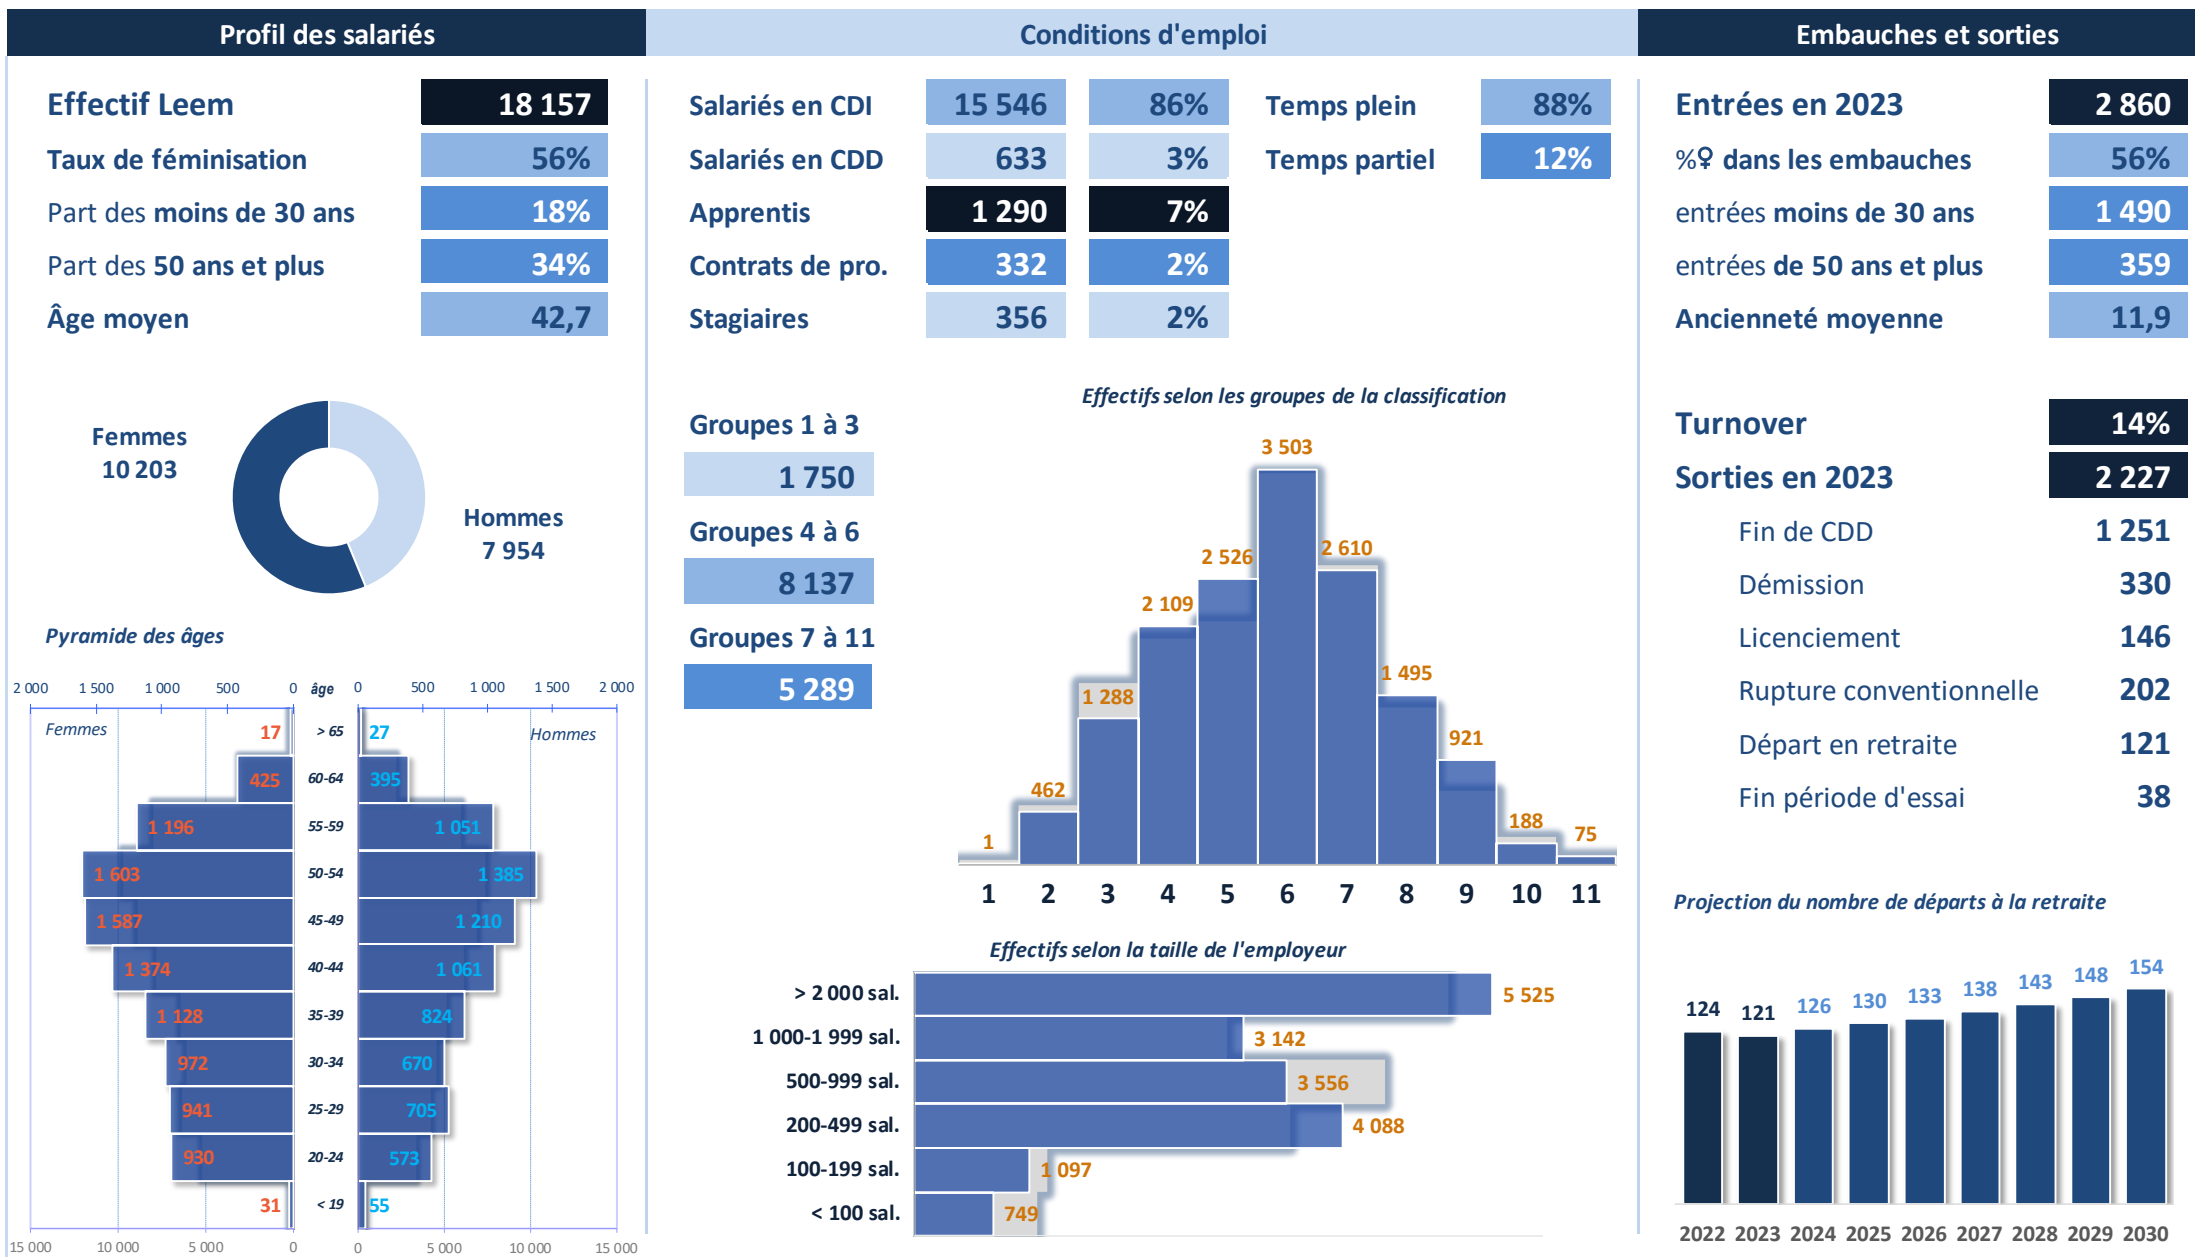 Profil des salariés
Effectif Leem 18 157
Taux de féminisation 56%
Part des moins de 30 ans 18%
Part des 50 ans et plus 34%
Âge moyen 42,7
Femmes
10 203
Hommes
7 954
Pyramide des âges
2 000 1 500 1 000 500 0 âge 0 500 1 000 1 500 2 000
Femmes 17 > 65 27 Hommes
425 60-64 395
1 196 55-59 1 051
1 603 50-54 1 385
1 587 45-49 1 210
1 374 40-44 1 061
1 128 35-39 824
972 30-34 670
941 25-29 705
930 20-24 573
31 < 19 55
15 000 10 000 5 000 0 0 5 000 10 000 15 000
Conditions d'emploi
Salariés en CDI 15 546 86% Temps plein 88%
Salariés en CDD 633 3% Temps partiel 12%
Apprentis 1 290 7%
Contrats de pro. 332 2%
Stagiaires 356 2%
Groupes 1 à 3
1 750
Groupes 4 à 6
8 137
Groupes 7 à 11
5 289
Effectifs selon les groupes de la classification
1 462 1 288 2 109 2 526 3 503 2 610 1 495 921 188 75
1 2 3 4 5 6 7 8 9 10 11
Effectifs selon la taille de l'employeur
> 2 000 sal. 5 525
1 000-1 999 sal. 3 142
500-999 sal. 3 556
200-499 sal. 4 088
100-199 sal. 1 097
< 100 sal. 749
Embauches et sorties
Entrées en 2023 2 860
%♀ dans les embauches 56%
entrées moins de 30 ans 1 490
entrées de 50 ans et plus 359
Ancienneté moyenne 11,9
Turnover 14%
Sorties en 2023 2 227
Fin de CDD 1 251
Démission 330
Licenciement 146
Rupture conventionnelle 202
Départ en retraite 121
Fin période d'essai 38
Projection du nombre de départs à la retraite
124 121 126 130 133 138 143 148 154
2022 2023 2024 2025 2026 2027 2028 2029 2030